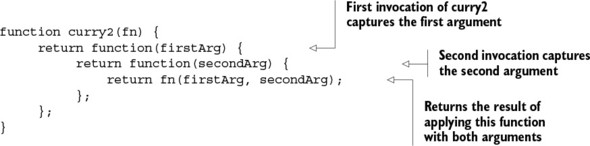 First invocation of curry2
captures the first argument
function curry2(fn) {
return function(firstArg) {
return function(secondArg) {
Second invocation captures
the second argument
return fn(firstArg, secondArg);
};
};
}
Returns the result of
applying this function
with both arguments